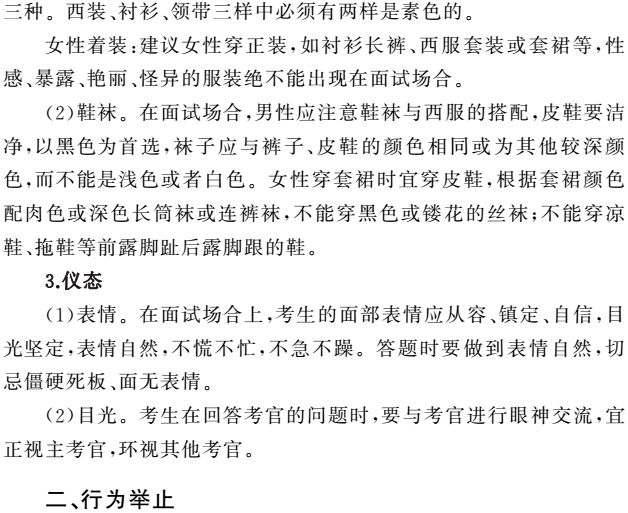 三种。西装、衬衫、领带三样中必须有两样是素色的。
女性着装:建议女性穿正装,如衬衫长裤、西服套装或套裙等,性
感、暴露、艳丽、怪异的服装绝不能出现在面试场合。
(2)鞋袜。在面试场合,男性应注意鞋袜与西服的搭配,皮鞋要洁
净,以黑色为首选,袜子应与裤子、皮鞋的颜色相同或为其他较深颜
色,而不能是浅色或者白色。女性穿套裙时宜穿皮鞋,根据套裙颜色
配肉色或深色长筒袜或连裤袜,不能穿黑色或镂花的丝袜;不能穿凉
鞋、拖鞋等前露脚趾后露脚跟的鞋。
3.仪态
(1)表情。在面试场合上,考生的面部表情应从容、镇定、自信,目
光坚定,表情自然,不慌不忙,不急不躁。答题时要做到表情自然,切
忌僵硬死板、面无表情。
(2)目光。考生在回答考官的问题时,要与考官进行眼神交流,宜
正视主考官,环视其他考官。
二、行为举止